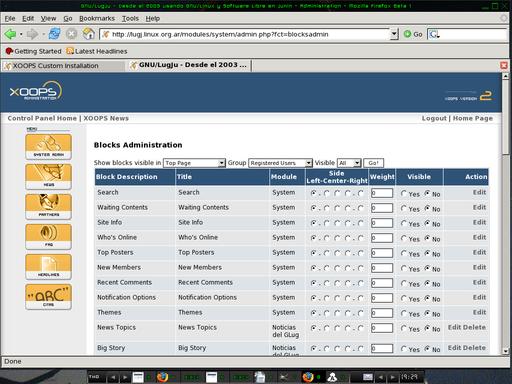 GNU/LugJu - Desde el 2003 usando GNU/Linux y Software Libre en Junin - Administration - Mozilla Firefox Beta 1
File Edit View Go Bookmarks Tools Help
http://lugj.linux.org.ar/modules/system/admin.php?fct=blocksadmin Go
Getting Started Latest Headlines
XOOPS Custom Installation GNU/LugJu - Desde el 2003 ...
XOOPS
ADMINISTRATION
XOOPS VERSION 2
Control Panel Home | XOOPS News Logout | Home Page
MENU
SYSTEM ADMIN
NEWS
PARTNERS
FAQ
HEADLINES
"ABC"
CITAS
Blocks Administration
Show blocks visible in Top Page Group Registered Users Visible All Go!
Block Description Title Module Side Left-Center-Right Weight Visible Action
Search Search System 0 Yes No Edit
Waiting Contents Waiting Contents System 0 Yes No Edit
Site Info Site Info System 0 Yes No Edit
Who's Online Who's Online System 0 Yes No Edit
Top Posters Top Posters System 0 Yes No Edit
New Members New Members System 0 Yes No Edit
Recent Comments Recent Comments System 0 Yes No Edit
Notification Options Notification Options System 0 Yes No Edit
Themes Themes System 0 Yes No Edit
News Topics News Topics Noticias del GLug 0 Yes No Edit Delete
Big Story Big Story Noticias del GLug 0 Yes No Edit Delete
Done
19:29